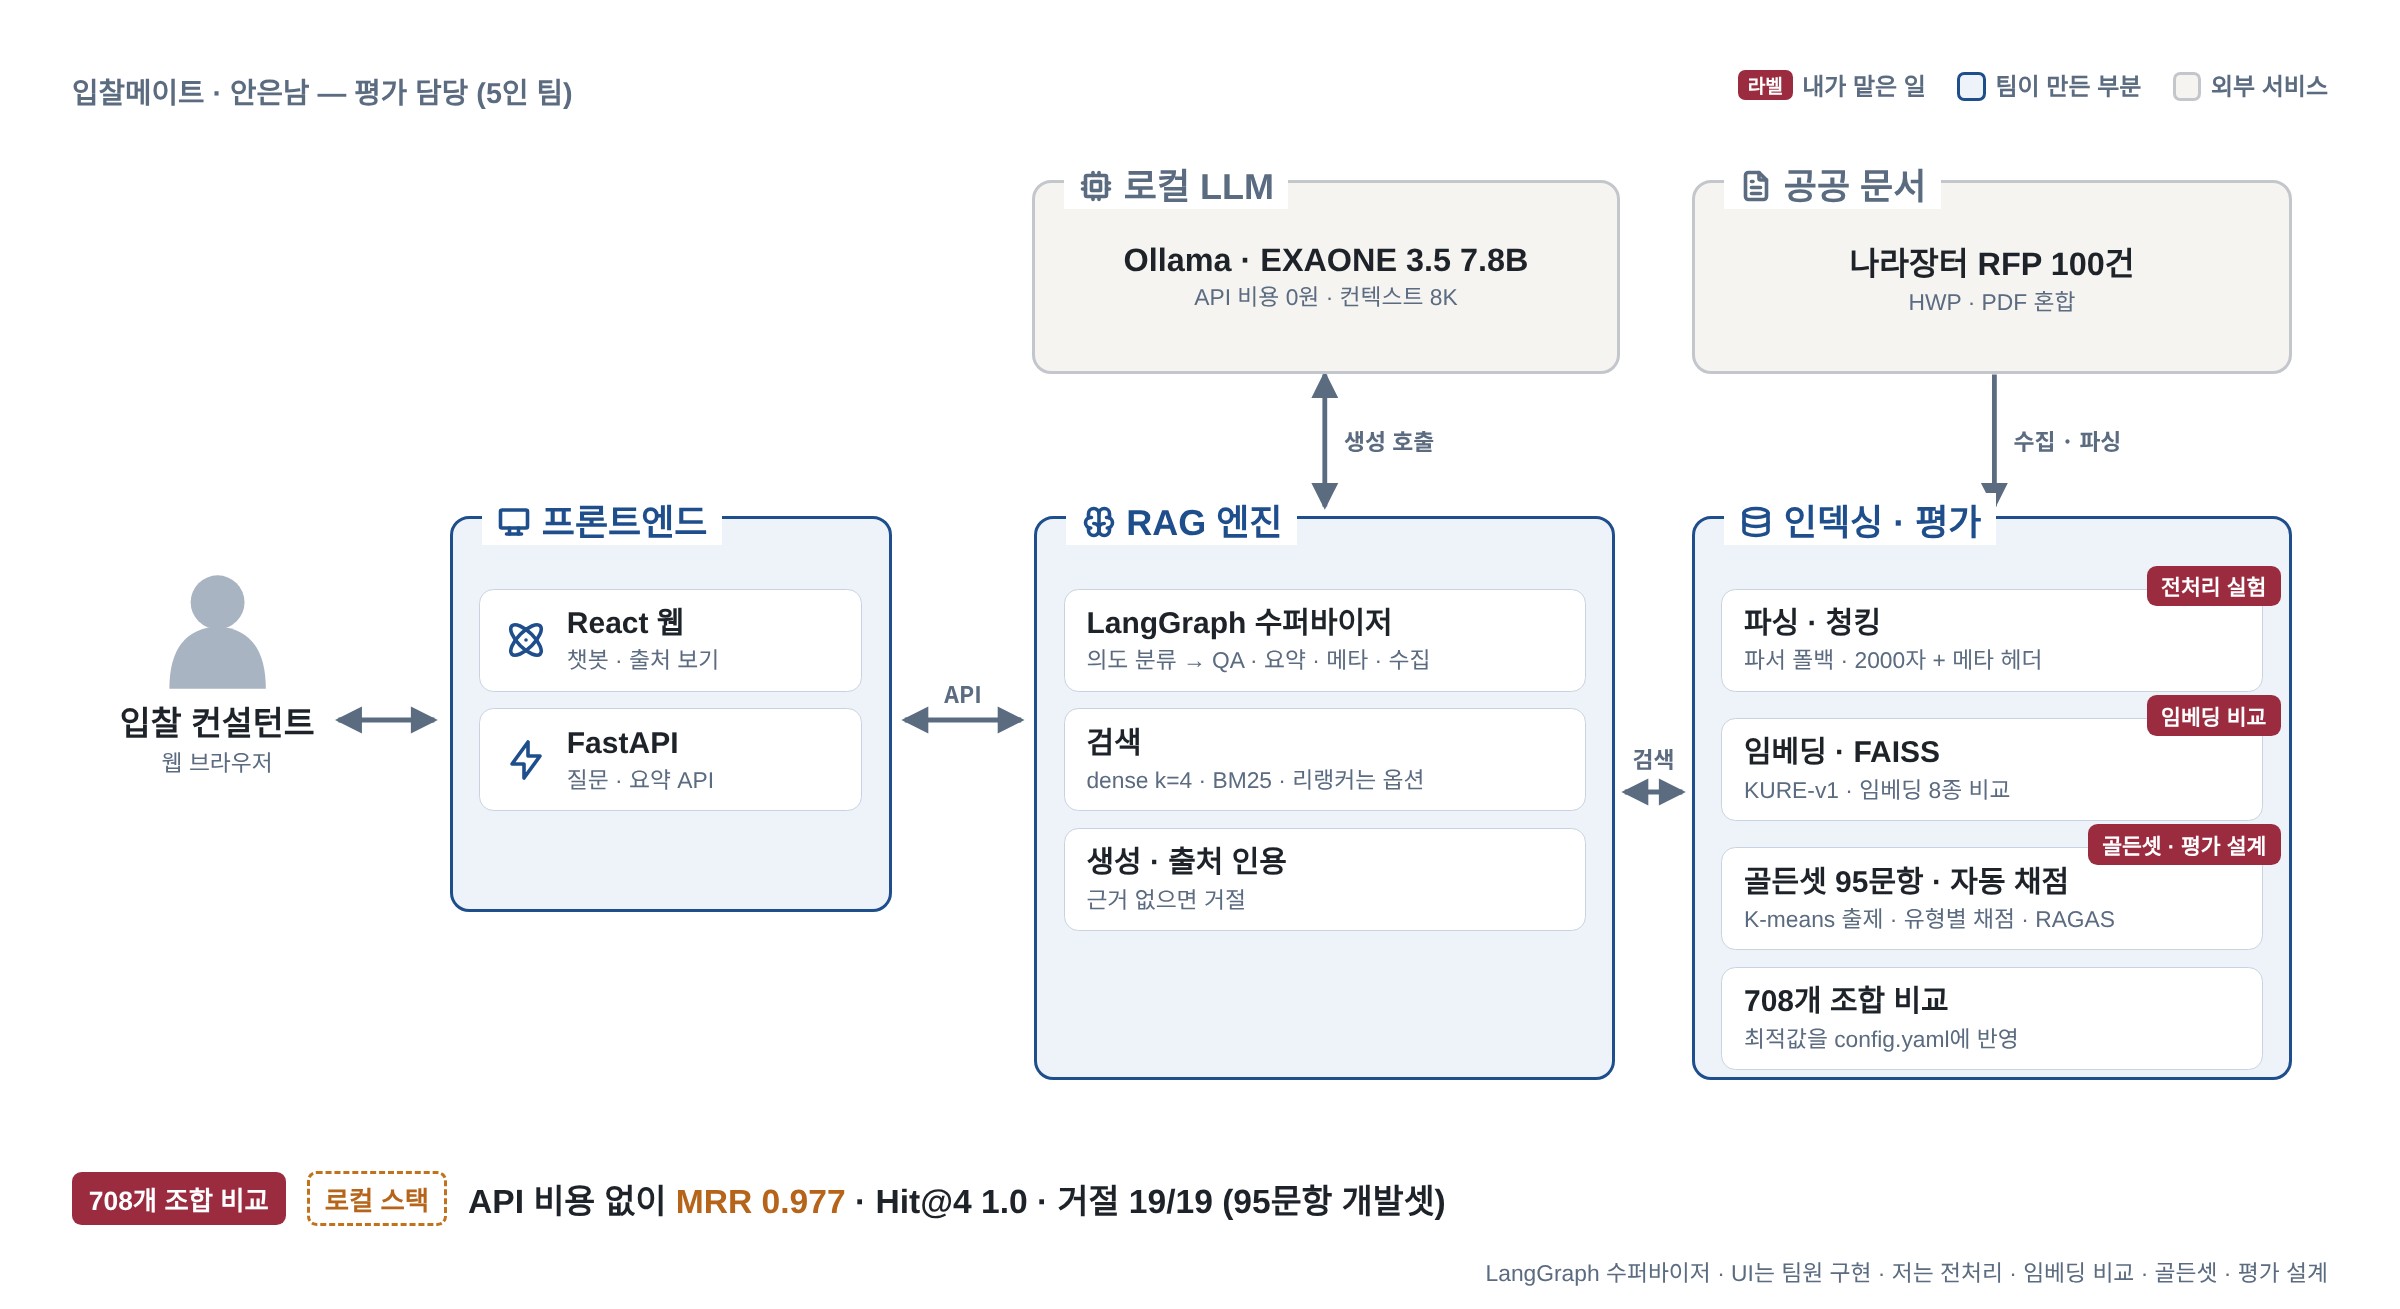 입찰메이트 · 안은남 — 평가 담당 (5인 팀)
라벨 내가 맡은 일 팀이 만든 부분 외부 서비스
로컬 LLM
Ollama · EXAONE 3.5 7.8B
API 비용 0원 · 컨텍스트 8K
공공 문서
나라장터 RFP 100건
HWP · PDF 혼합
생성 호출
수집 · 파싱
입찰 컨설턴트
웹 브라우저
프론트엔드
React 웹
챗봇 · 출처 보기
FastAPI
질문 · 요약 API
API
RAG 엔진
LangGraph 수퍼바이저
의도 분류 → QA · 요약 · 메타 · 수집
검색
dense k=4 · BM25 · 리랭커는 옵션
생성 · 출처 인용
근거 없으면 거절
검색
인덱싱 · 평가
전처리 실험
파싱 · 청킹
파서 폴백 · 2000자 + 메타 헤더
임베딩 비교
임베딩 · FAISS
KURE-v1 · 임베딩 8종 비교
골든셋 · 평가 설계
골든셋 95문항 · 자동 채점
K-means 출제 · 유형별 채점 · RAGAS
708개 조합 비교
최적값을 config.yaml에 반영
708개 조합 비교 로컬 스택 API 비용 없이 MRR 0.977 · Hit@4 1.0 · 거절 19/19 (95문항 개발셋)
LangGraph 수퍼바이저 · UI는 팀원 구현 · 저는 전처리 · 임베딩 비교 · 골든셋 · 평가 설계